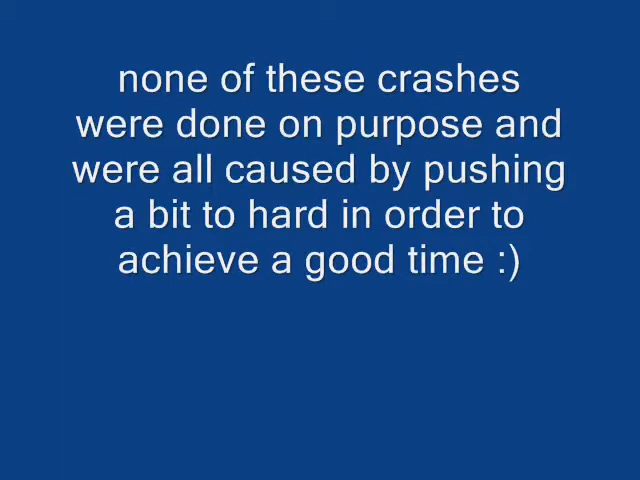 none of these crashes
were done on purpose and
were all caused by pushing
a bit to hard in order to
achieve a good time :)